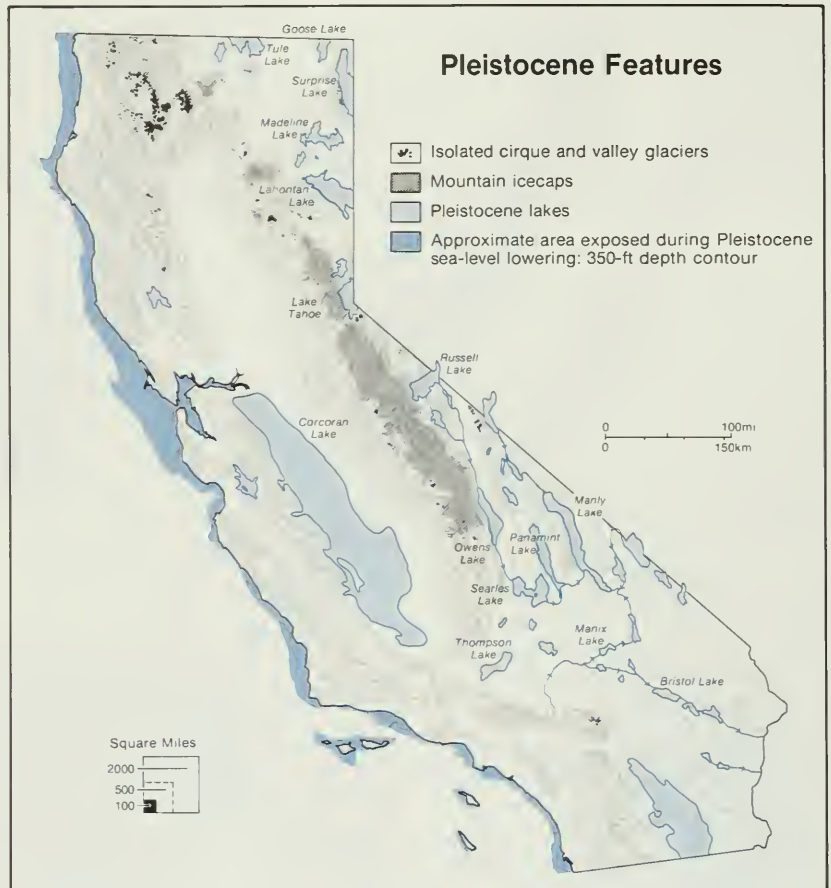 Pleistocene Features
Isolated cirque and valley glaciers
Mountain icecaps
Pleistocene lakes
Approximate area exposed during Pleistocene
sea-level lowering: 350-ft depth contour
Goose Lake
Tule
Lake
Surprise
Lake
Madeline
Lake
Lahontan
Lake
Lake
Tahoe
Russell
Lake
0 100mi
0 150km
Corcoran
Lake
Manly
Lake
Owens
Lake
Panamint
Lake
Searles
Lake
Manix
Lake
Thompson
Lake
Bristol Lake
Square Miles
2000
500
100